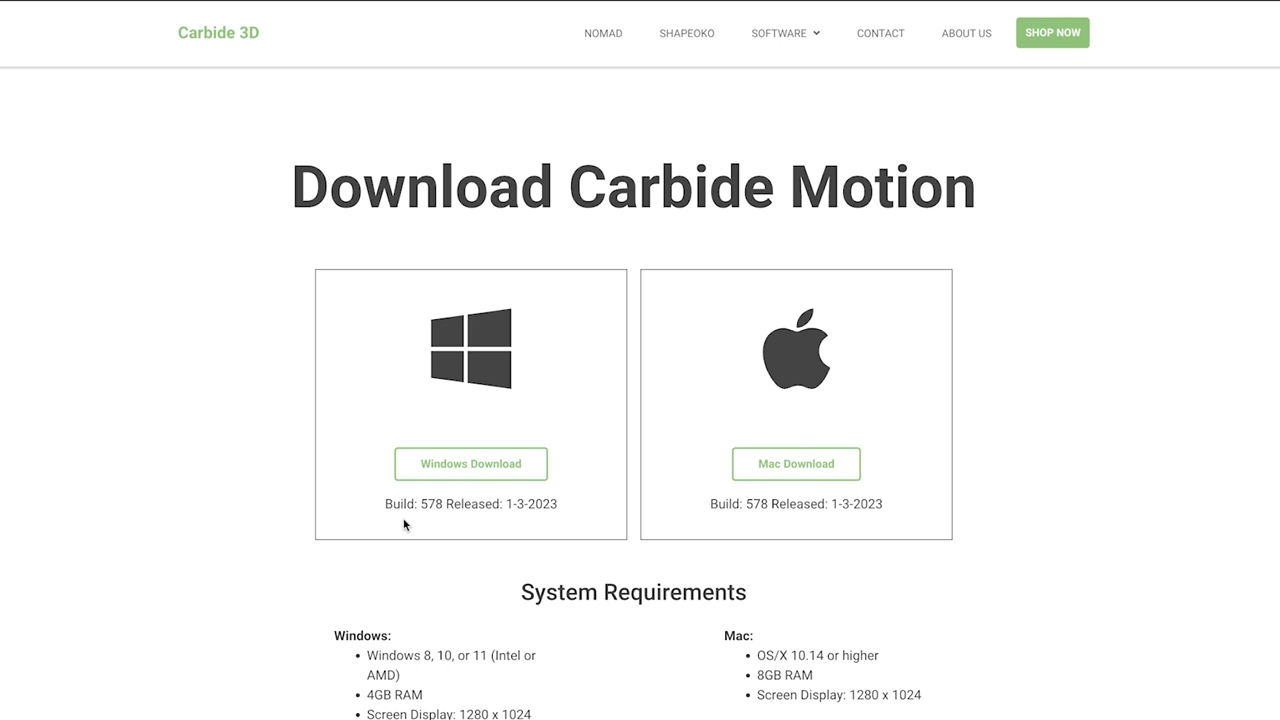 Carbide 3D
NOMAD
SHAPEOKO
SOFTWARE
CONTACT
ABOUT US
SHOP NOW
Download Carbide Motion
Windows Download
Build: 578 Released: 1-3-2023
Mac Download
Build: 578 Released: 1-3-2023
System Requirements
Windows:
• Windows 8, 10, or 11 (Intel or
AMD)
• 4GB RAM
• Screen Display: 1280 x 1024
Mac:
• OS/X 10.14 or higher
• 8GB RAM
• Screen Display: 1280 x 1024